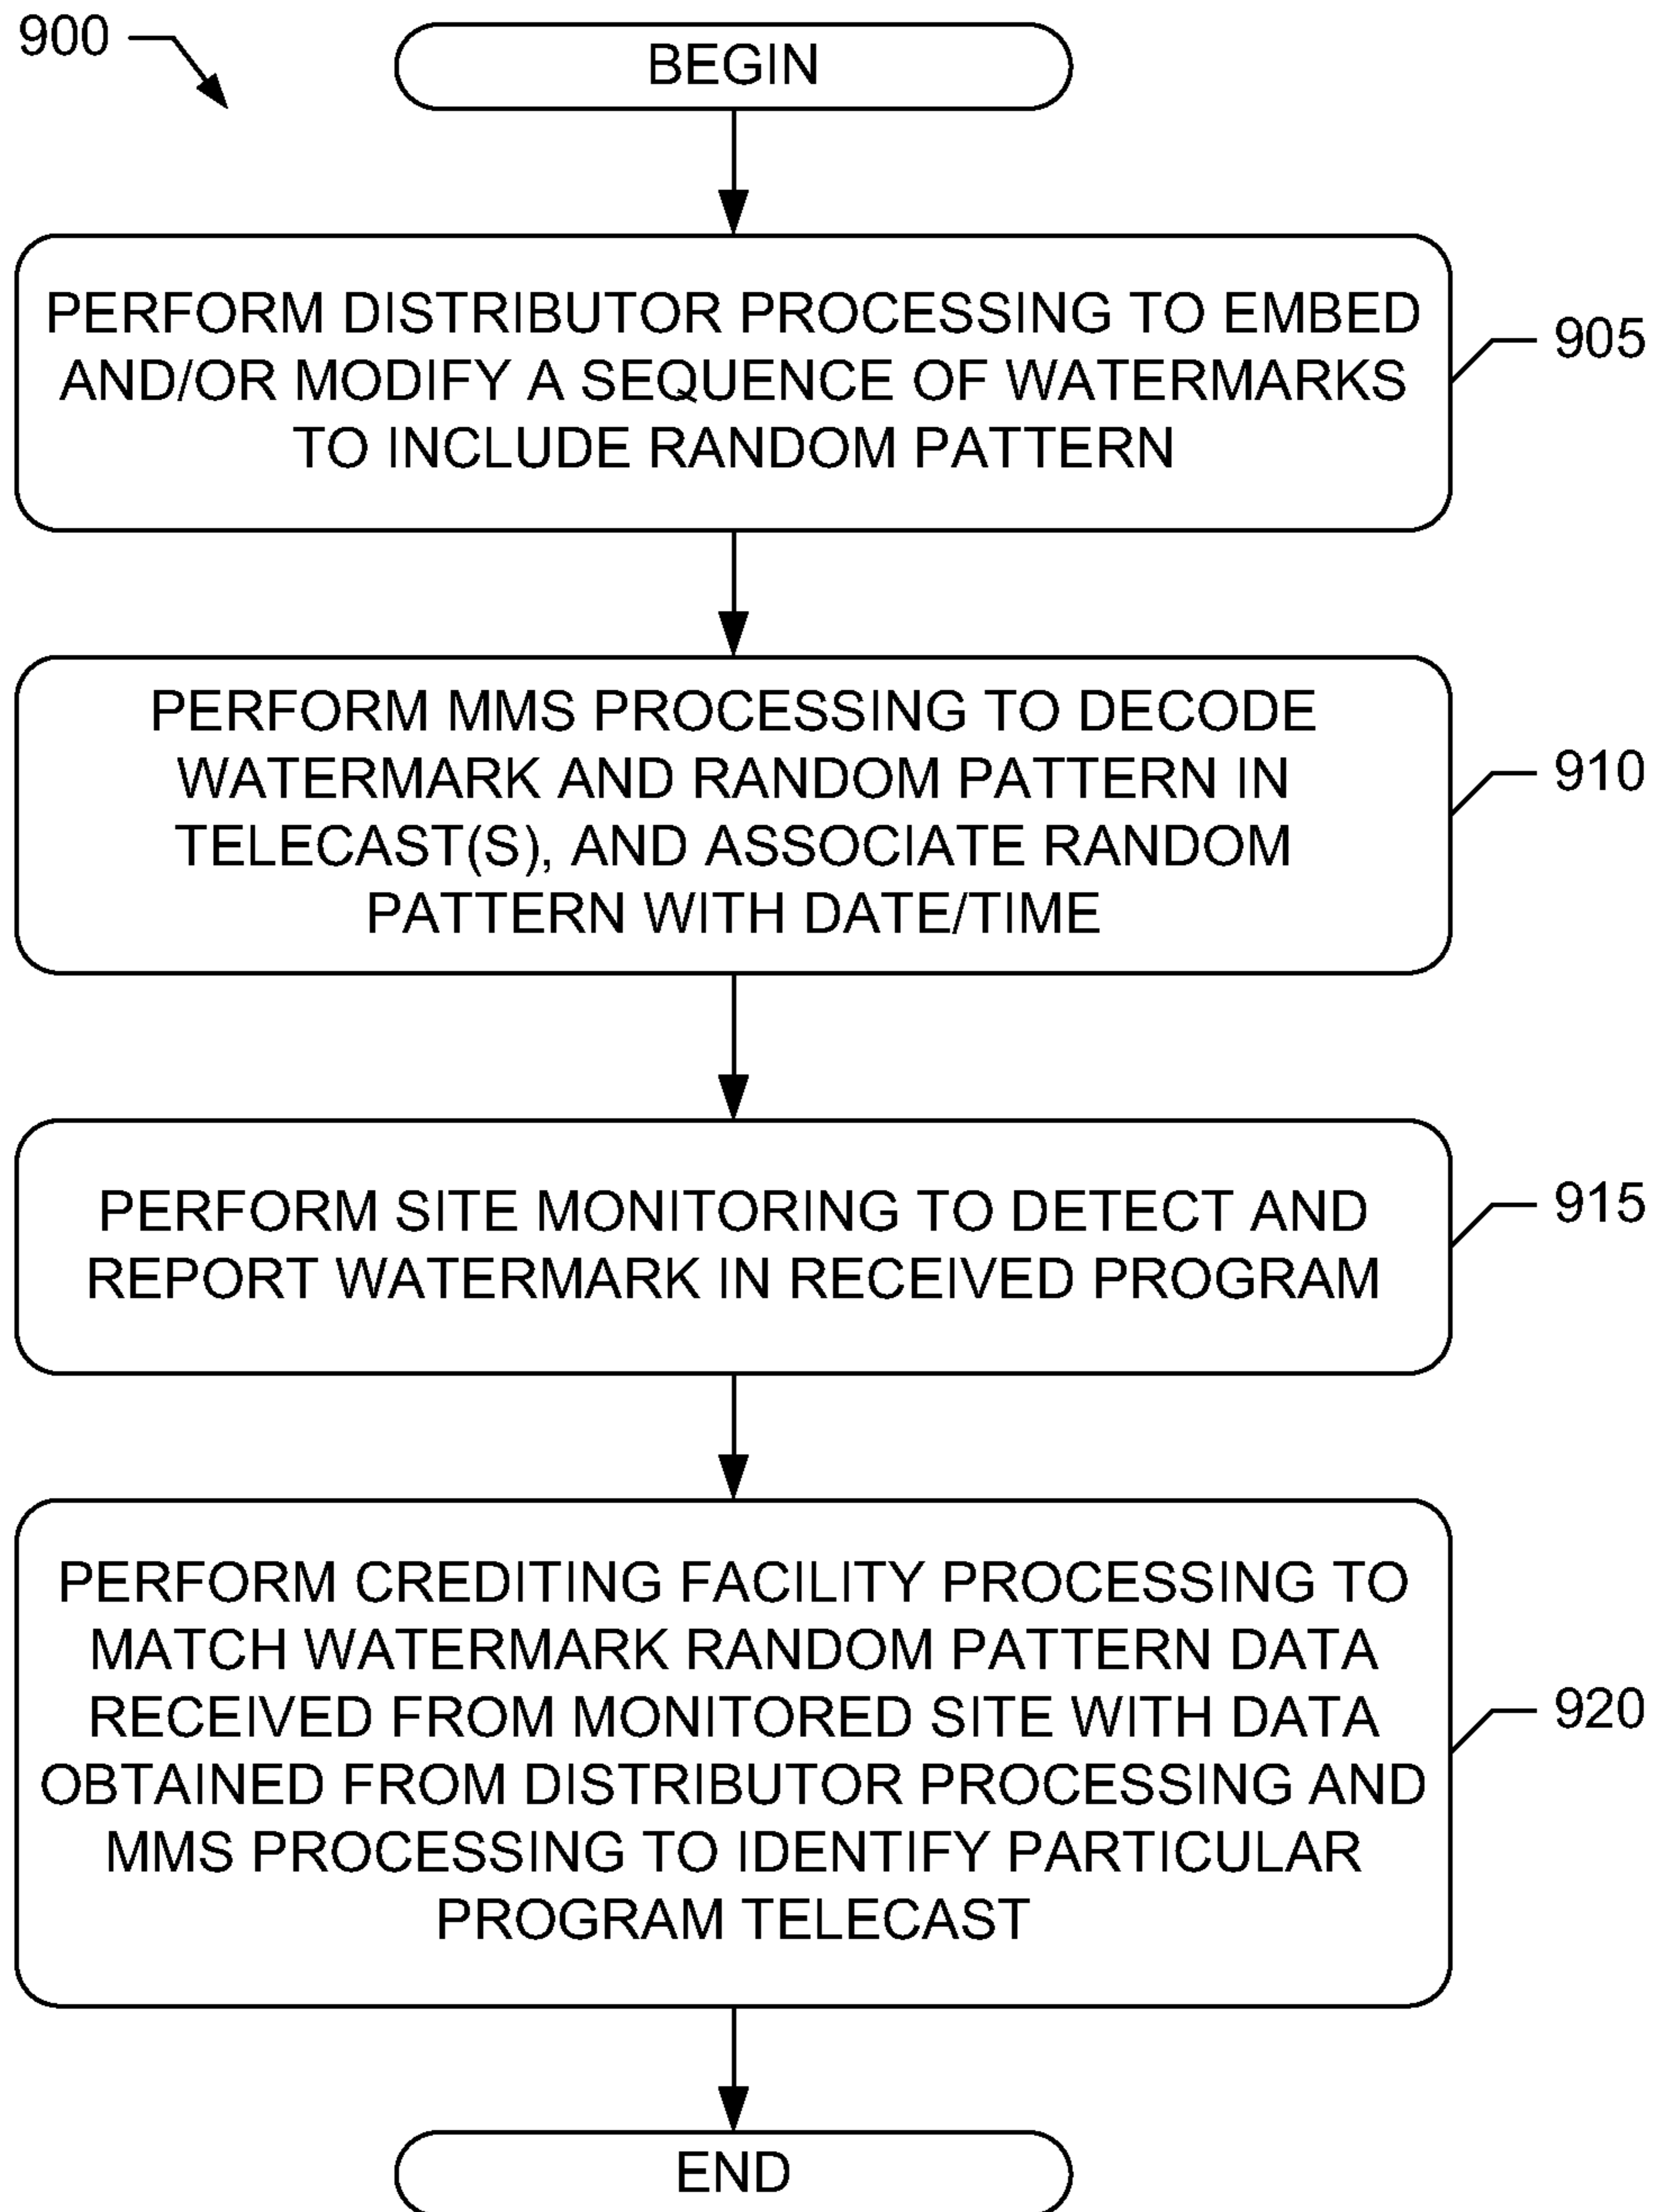 900
BEGIN
PERFORM DISTRIBUTOR PROCESSING TO EMBED
AND/OR MODIFY A SEQUENCE OF WATERMARKS
TO INCLUDE RANDOM PATTERN
905
PERFORM MMS PROCESSING TO DECODE
WATERMARK AND RANDOM PATTERN IN
TELECAST(S), AND ASSOCIATE RANDOM
PATTERN WITH DATE/TIME
910
PERFORM SITE MONITORING TO DETECT AND
REPORT WATERMARK IN RECEIVED PROGRAM
915
PERFORM CREDITING FACILITY PROCESSING TO
MATCH WATERMARK RANDOM PATTERN DATA
RECEIVED FROM MONITORED SITE WITH DATA
OBTAINED FROM DISTRIBUTOR PROCESSING AND
MMS PROCESSING TO IDENTIFY PARTICULAR
PROGRAM TELECAST
920
END